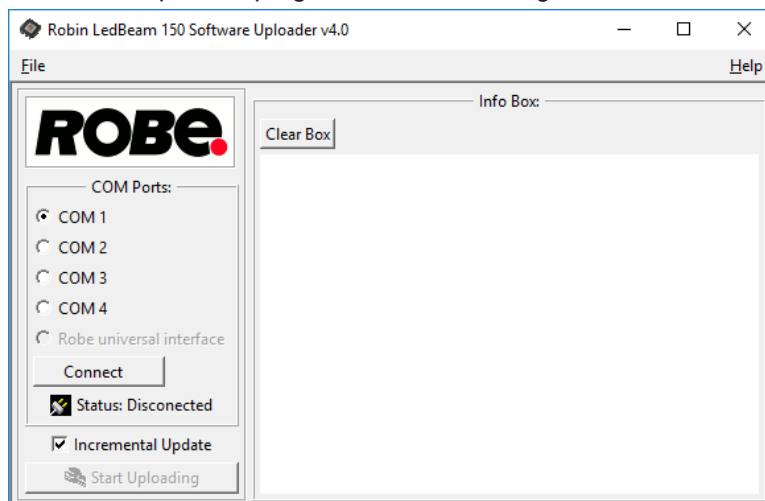 Robin LedBeam 150 Software Uploader v4.0
File
Help
ROBE
COM Ports:
COM 1
COM 2
COM 3
COM 4
Robe universal interface
Connect
Status: Disconected
Incremental Update
Start Uploading
Info Box:
Clear Box